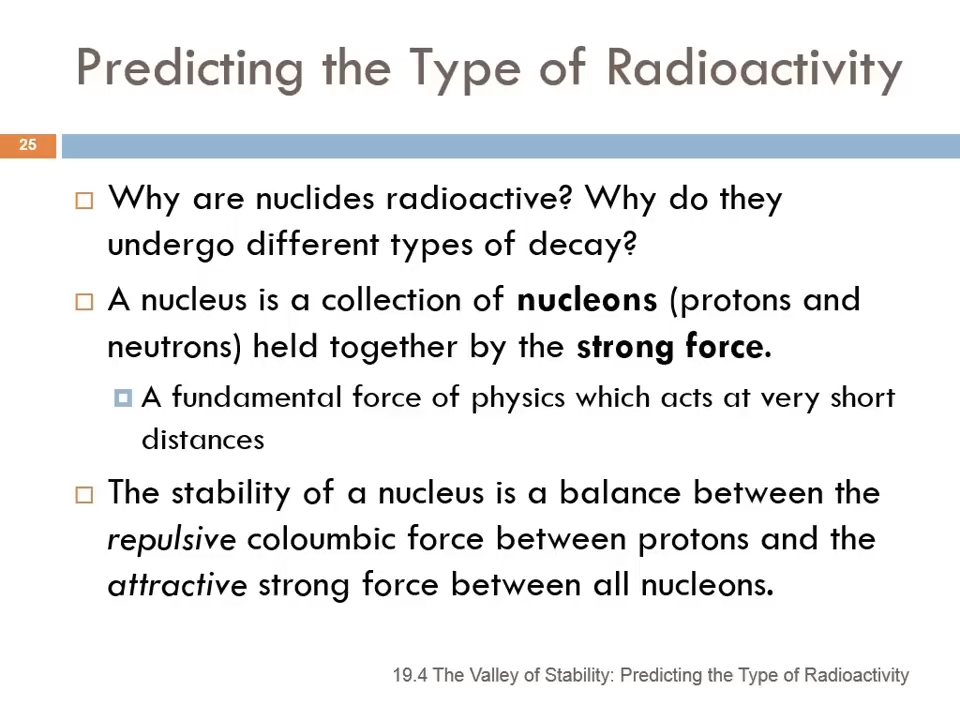 Predicting the Type of Radioactivity
25
Why are nuclides radioactive? Why do they
undergo different types of decay?
A nucleus is a collection of nucleons (protons and
neutrons) held together by the strong force.
A fundamental force of physics which acts at very short
distances
The stability of a nucleus is a balance between the
repulsive coloumbic force between protons and the
attractive strong force between all nucleons.
19.4 The Valley of Stability: Predicting the Type of Radioactivity